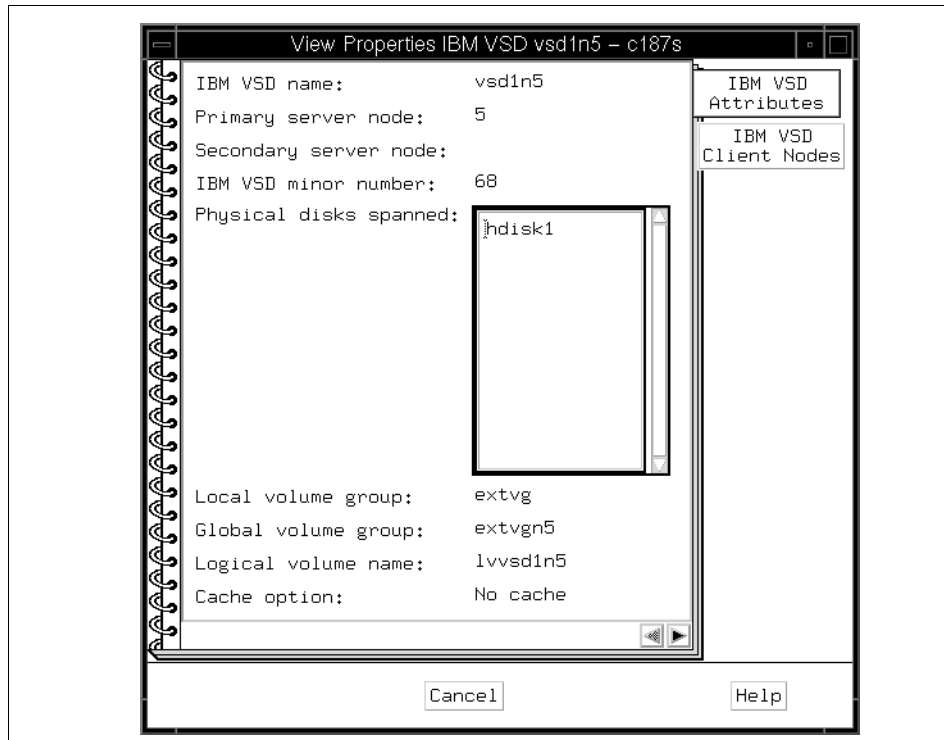 View Properties IBM VSD vsd1n5 – c187s
IBM VSD name: vsd1n5
Primary server node: 5
Secondary server node:
IBM VSD minor number: 68
Physical disks spanned:
hdisk1
Local volume group: extvg
Global volume group: extvgn5
Logical volume name: lvvsd1n5
Cache option: No cache
IBM VSD
Attributes
IBM VSD
Client Nodes
Cancel
Help